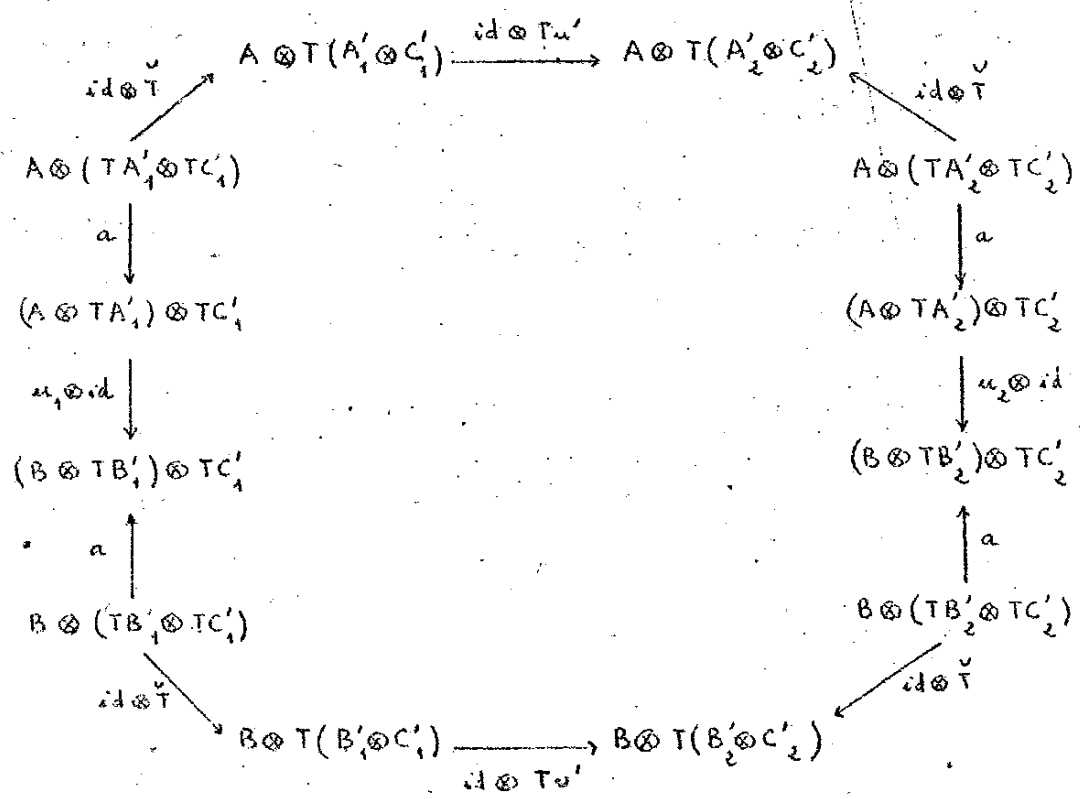 A ⊗ T(A'₁ ⊗ C'₁) id ⊗ Tu' A ⊗ T(A'₂ ⊗ C'₂)
id ⊗ Ť id ⊗ Ť
A ⊗ (TA'₁ ⊗ TC'₁) A ⊗ (TA'₂ ⊗ TC'₂)
a a
(A ⊗ TA'₁) ⊗ TC'₁ (A ⊗ TA'₂) ⊗ TC'₂
u₁ ⊗ id u₂ ⊗ id
(B ⊗ TB'₁) ⊗ TC'₁ (B ⊗ TB'₂) ⊗ TC'₂
a a
B ⊗ (TB'₁ ⊗ TC'₁) B ⊗ (TB'₂ ⊗ TC'₂)
id ⊗ Ť id ⊗ Ť
B ⊗ T(B'₁ ⊗ C'₁) B ⊗ T(B'₂ ⊗ C'₂)
id ⊗ Tv'